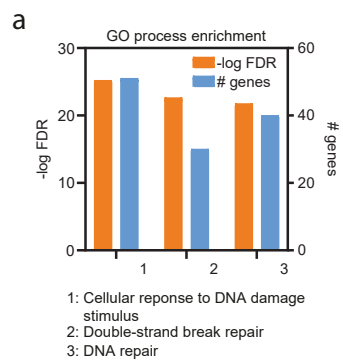 a
GO process enrichment
30
20
10
0
-log FDR
-log FDR
# genes
60
40
20
0
# genes
1 2 3
1: Cellular reponse to DNA damage
stimulus
2: Double-strand break repair
3: DNA repair